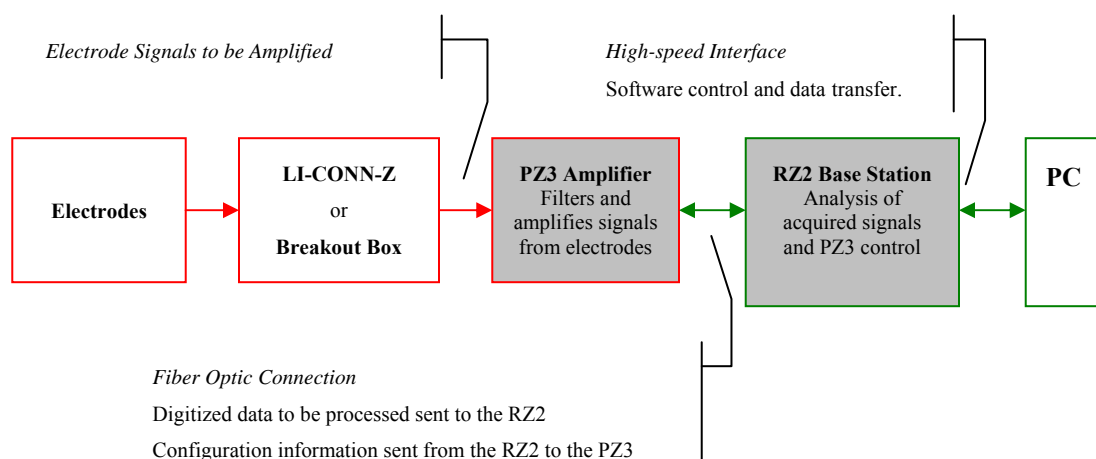 Electrode Signals to be Amplified
High-speed Interface
Software control and data transfer.
Electrodes
LI-CONN-Z
or
Breakout Box
PZ3 Amplifier
Filters and
amplifies signals
from electrodes
RZ2 Base Station
Analysis of
acquired signals
and PZ3 control
PC
Fiber Optic Connection
Digitized data to be processed sent to the RZ2
Configuration information sent from the RZ2 to the PZ3